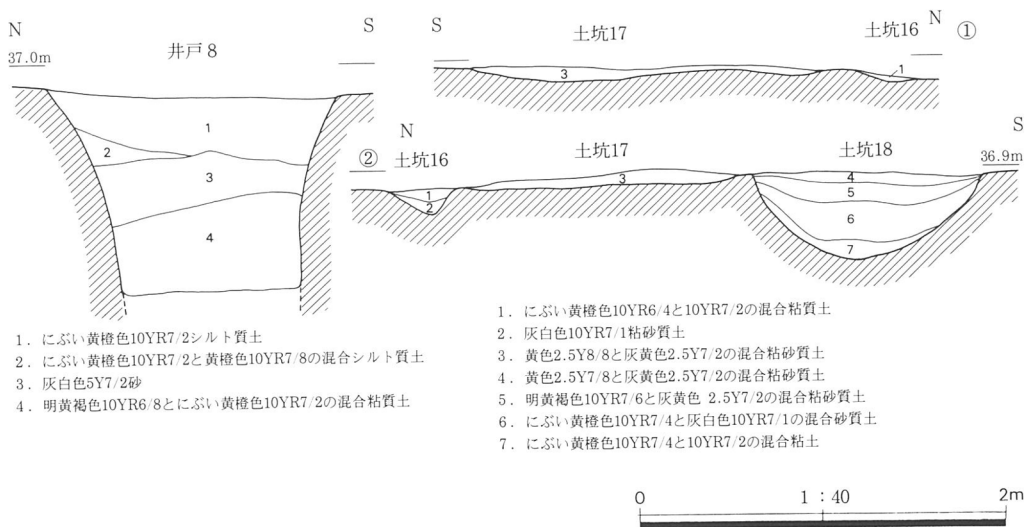 N
S
井戸8
37.0m
1
2
3
4
1. にぶい黄橙色10YR7/2シルト質土
2. にぶい黄橙色10YR7/2と黄橙色10YR7/8の混合シルト質土
3. 灰白色5Y7/2砂
4. 明黄褐色10YR6/8とにぶい黄橙色10YR7/2の混合粘質土
S
土坑17
土坑16
N
①
3
1
②
N
土坑16
土坑17
土坑18
S
36.9m
1
2
3
4
5
6
7
1. にぶい黄橙色10YR6/4と10YR7/2の混合粘質土
2. 灰白色10YR7/1粘砂質土
3. 黄色2.5Y8/8と灰黄色2.5Y7/2の混合粘砂質土
4. 黄色2.5Y7/8と灰黄色2.5Y7/2の混合粘砂質土
5. 明黄褐色10YR7/6と灰黄色 2.5Y7/2の混合粘砂質土
6. にぶい黄橙色10YR7/4と灰白色10YR7/1の混合砂質土
7. にぶい黄橙色10YR7/4と10YR7/2の混合粘土
0 1:40 2m